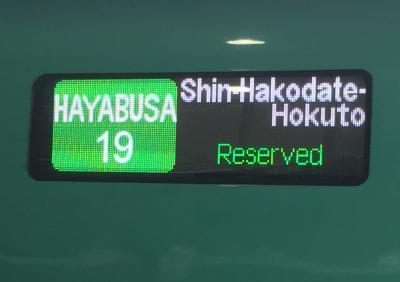 HAYABUSA
19
Shin-Hakodate-
Hokuto
Reserved